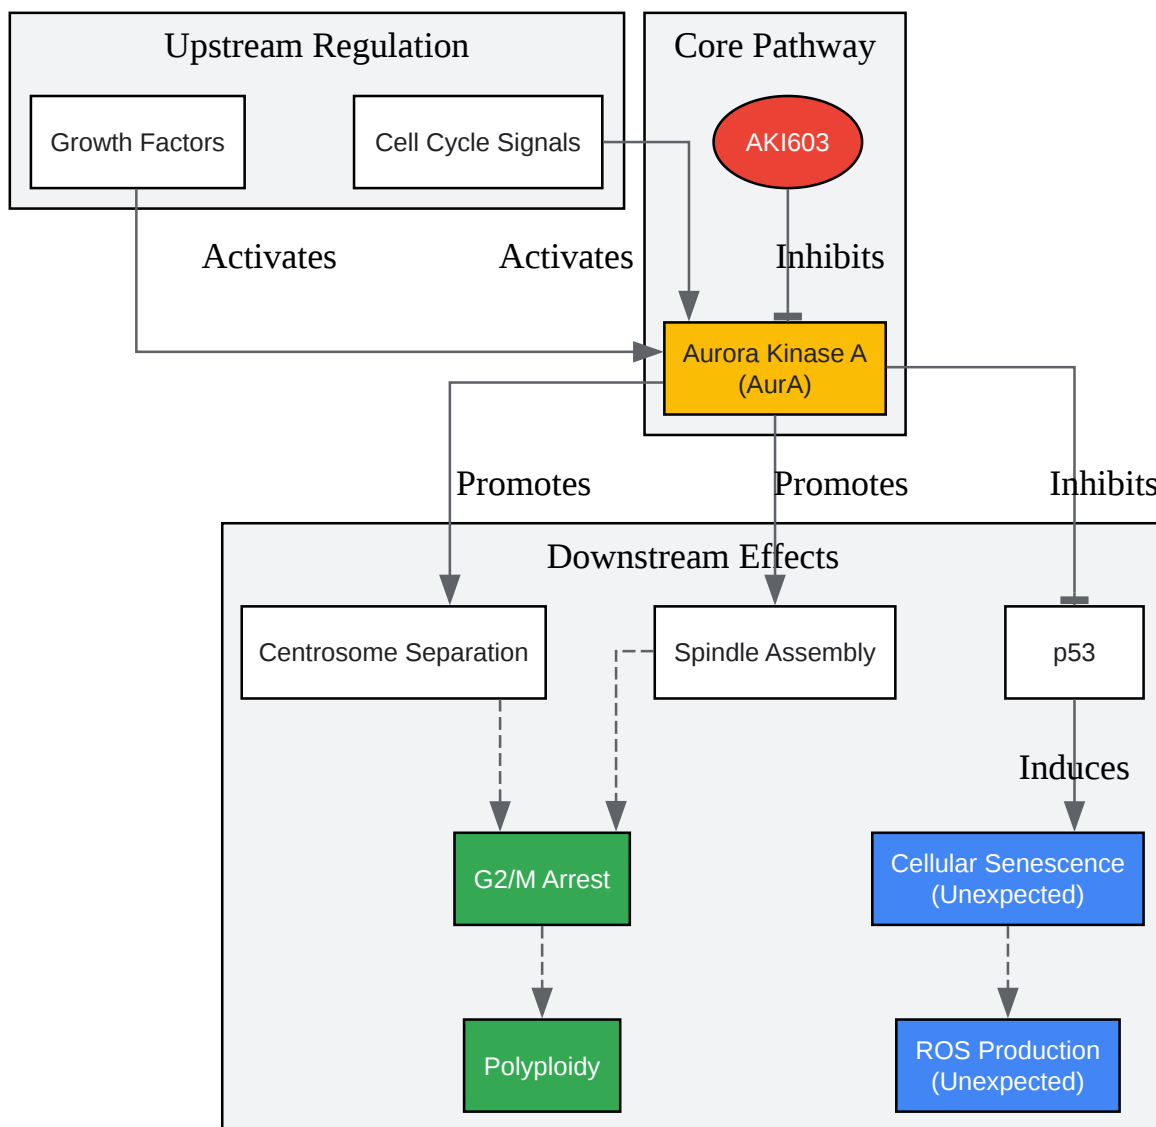 Upstream Regulation
Core Pathway
Growth Factors
Cell Cycle Signals
AKI603
Activates
Activates
Inhibits
Aurora Kinase A
(AurA)
Promotes
Promotes
Inhibits
Downstream Effects
Centrosome Separation
Spindle Assembly
p53
Induces
G2/M Arrest
Cellular Senescence
(Unexpected)
Polyploidy
ROS Production
(Unexpected)